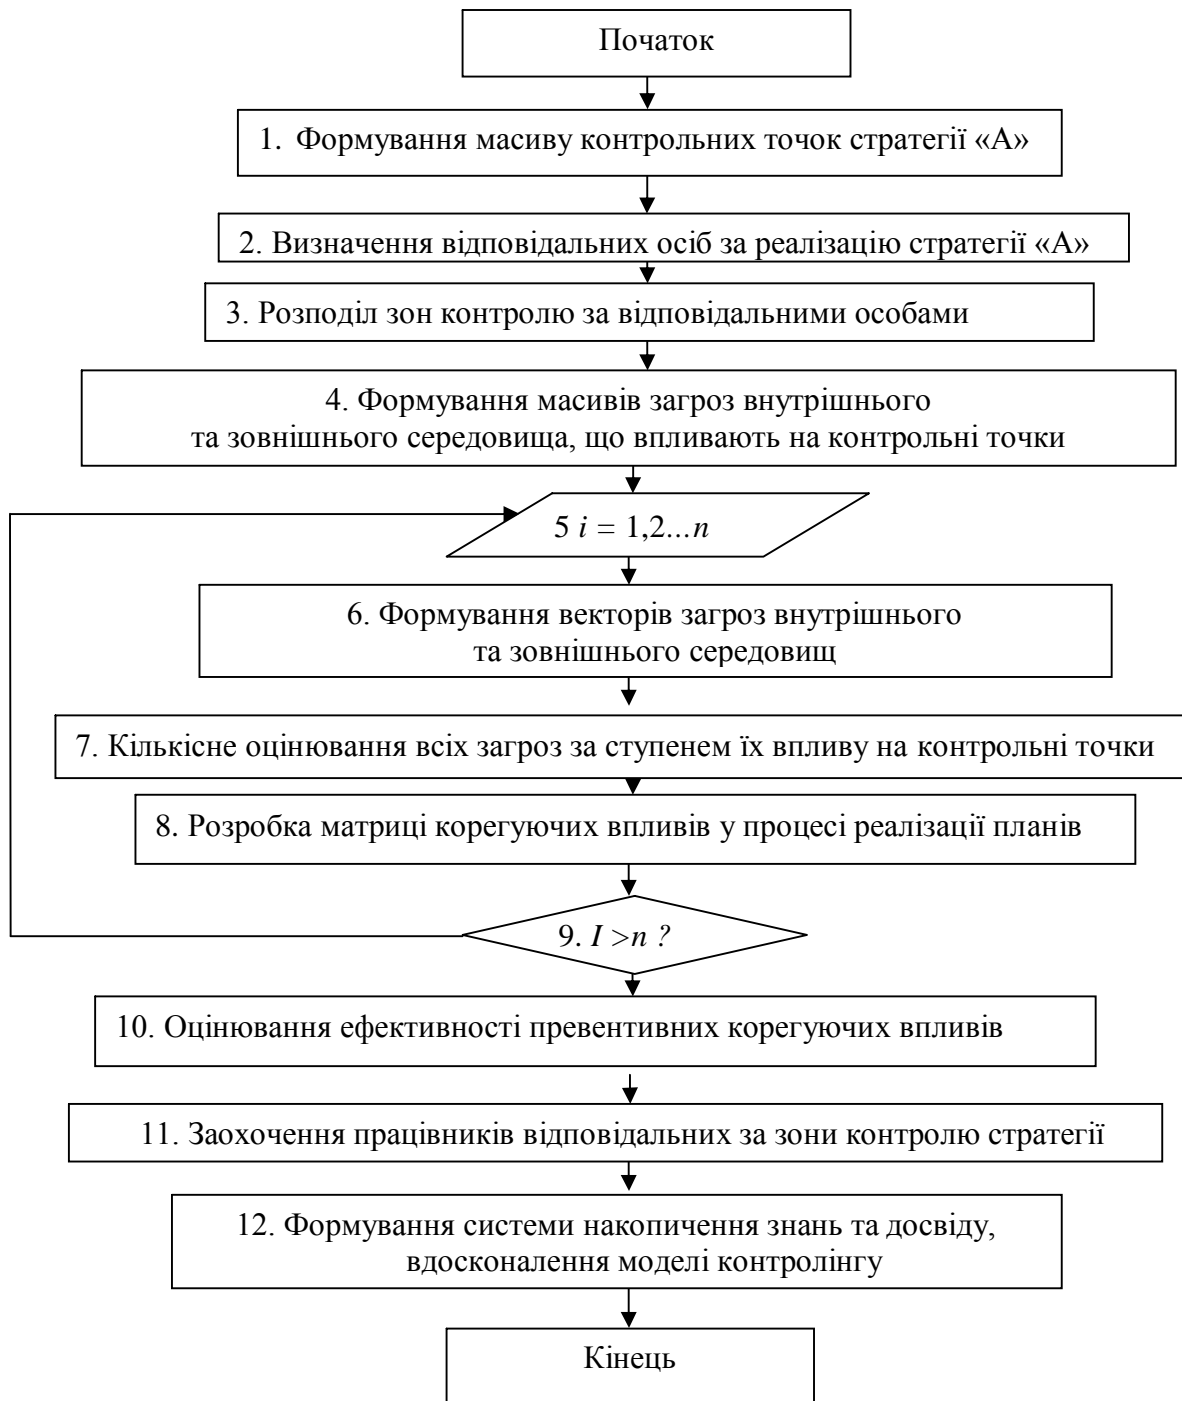 Початок
1. Формування масиву контрольних точок стратегії «А»
2. Визначення відповідальних осіб за реалізацію стратегії «А»
3. Розподіл зон контролю за відповідальними особами
4. Формування масивів загроз внутрішнього
та зовнішнього середовища, що впливають на контрольні точки
5 i = 1,2...n
6. Формування векторів загроз внутрішнього
та зовнішнього середовищ
7. Кількісне оцінювання всіх загроз за ступенем їх впливу на контрольні точки
8. Розробка матриці корегуючих впливів у процесі реалізації планів
9. I >n ?
10. Оцінювання ефективності превентивних корегуючих впливів
11. Заохочення працівників відповідальних за зони контролю стратегії
12. Формування системи накопичення знань та досвіду,
вдосконалення моделі контролінгу
Кінець